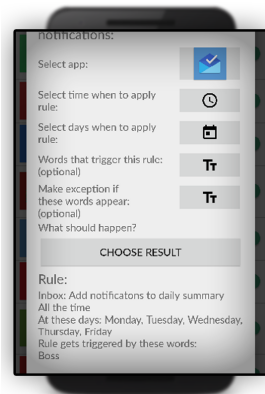 notifications:
Select app:
Select time when to apply
rule:
Select days when to apply
rule:
Words that trigger this rule:
(optional)
Make exception if
these words appear:
(optional)
What should happen?
CHOOSE RESULT
Rule:
Inbox: Add notificatons to daily summary
All the time
At these days: Monday, Tuesday, Wednesday,
Thursday, Friday
Rule gets triggered by these words:
Boss